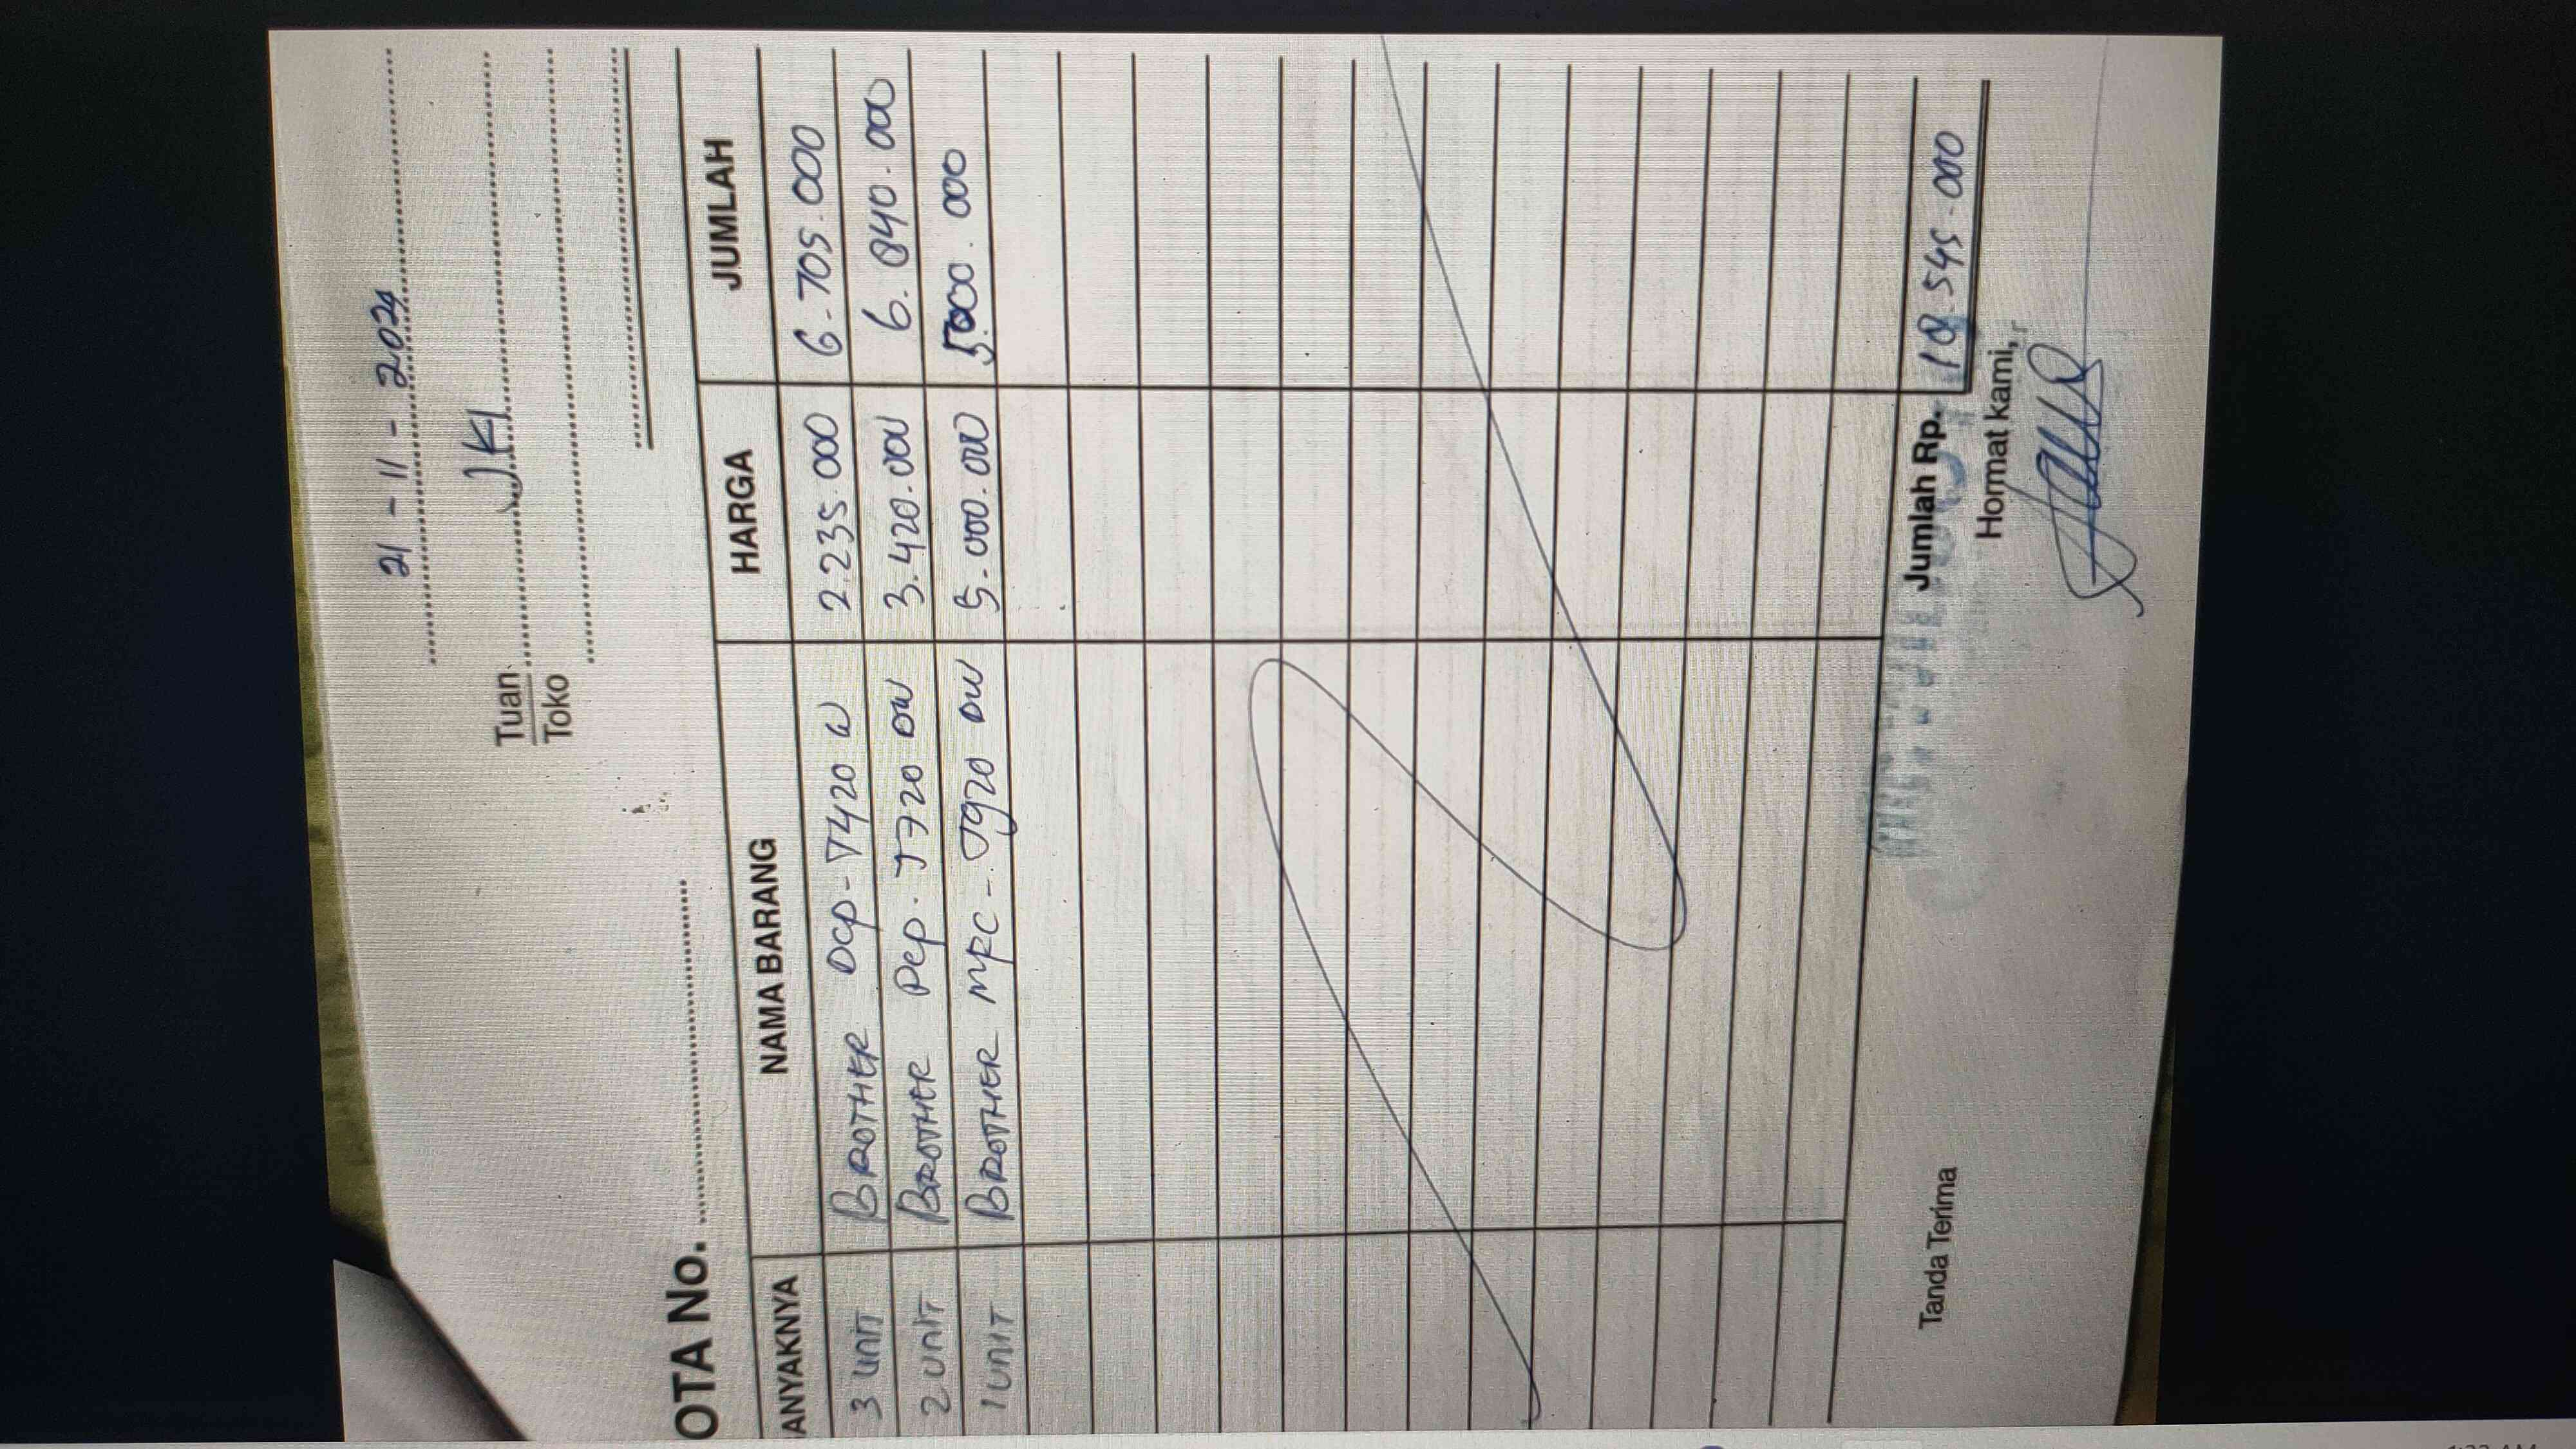 21 - 11 - 2024
Tuan JKI
Toko
OTA No.
ANYAKNYA NAMA BARANG HARGA JUMLAH
3 UNIT BROTHER DCP - T420 W 2.235.000 6.705.000
2 UNIT BROTHER DCP - T720 DW 3.420.000 6.840.000
1 UNIT BROTHER MFC - T920 DW 5.000.000 5000.000
Jumlah Rp. 18.545.000
Tanda Terima Hormat kami,